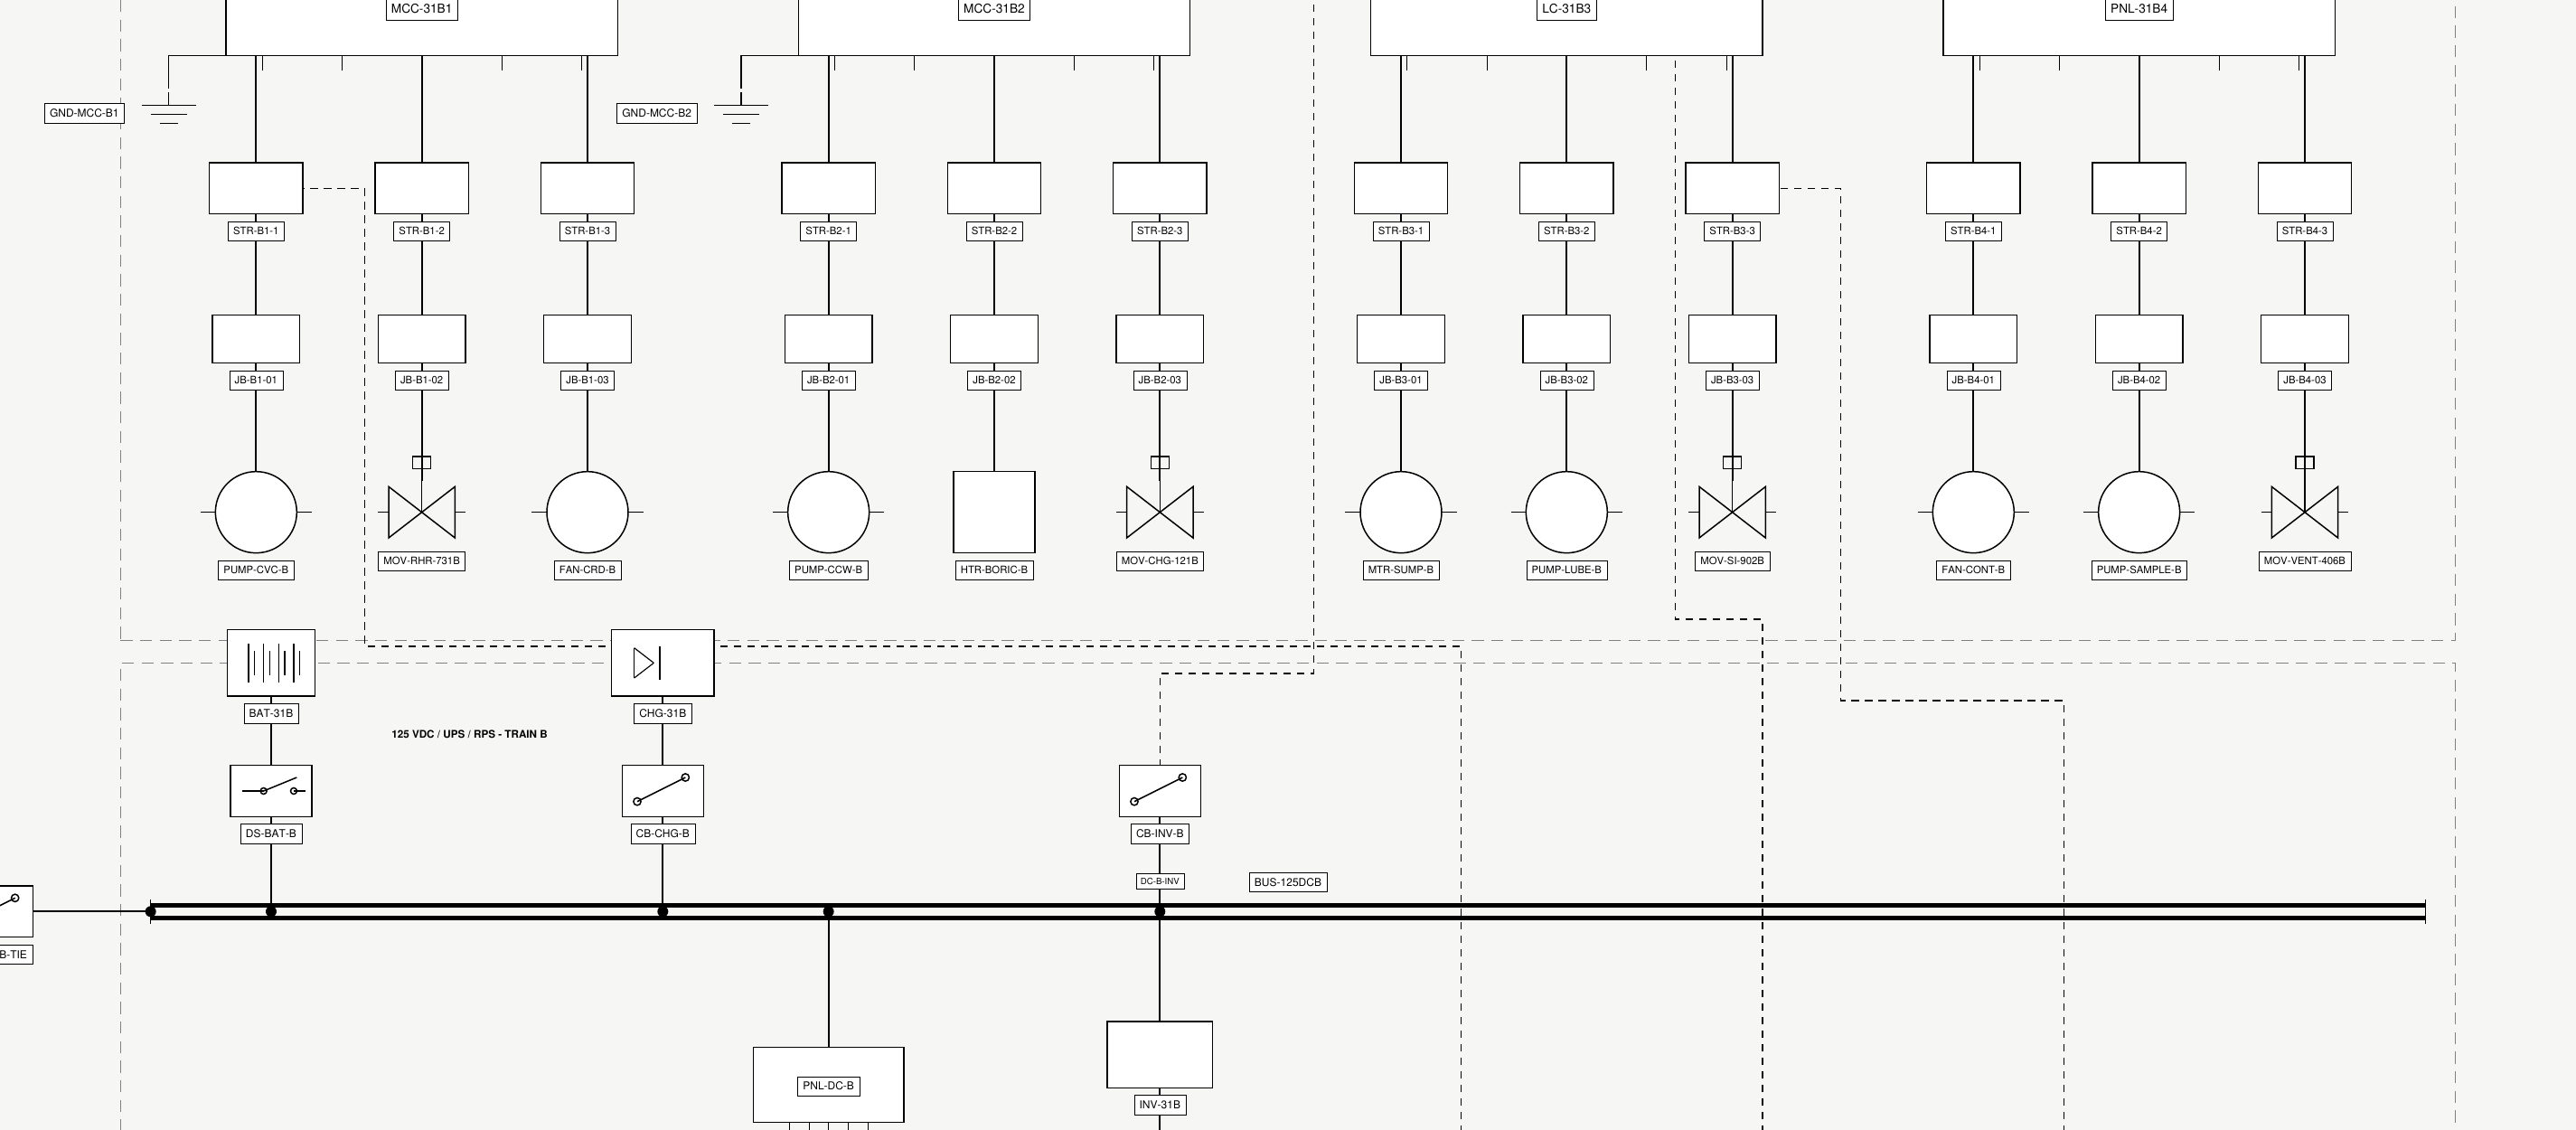 MCC-31B1
MCC-31B2
LC-31B3
PNL-31B4
GND-MCC-B1
GND-MCC-B2
STR-B1-1
STR-B1-2
STR-B1-3
STR-B2-1
STR-B2-2
STR-B2-3
STR-B3-1
STR-B3-2
STR-B3-3
STR-B4-1
STR-B4-2
STR-B4-3
JB-B1-01
JB-B1-02
JB-B1-03
JB-B2-01
JB-B2-02
JB-B2-03
JB-B3-01
JB-B3-02
JB-B3-03
JB-B4-01
JB-B4-02
JB-B4-03
PUMP-CVC-B
MOV-RHR-731B
FAN-CRD-B
PUMP-CCW-B
HTR-BORIC-B
MOV-CHG-121B
MTR-SUMP-B
PUMP-LUBE-B
MOV-SI-902B
FAN-CONT-B
PUMP-SAMPLE-B
MOV-VENT-406B
BAT-31B
CHG-31B
125 VDC / UPS / RPS - TRAIN B
DS-BAT-B
CB-CHG-B
CB-INV-B
DC-B-INV
BUS-125DCB
B-TIE
PNL-DC-B
INV-31B